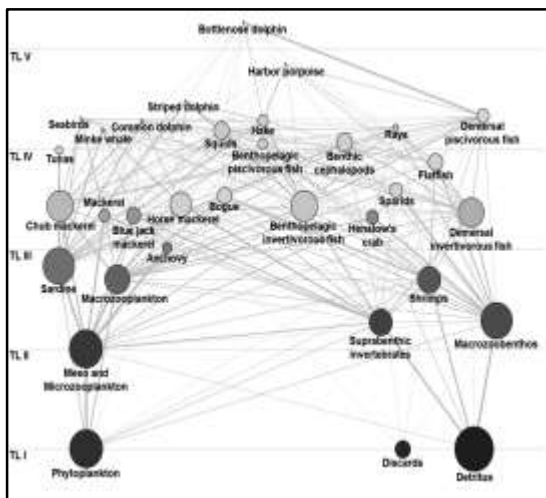 Bottlenose dolphin
TL V
Harbor porpoise
Striped dolphin
Seabirds
Common dolphin
Hake
Rays
Demersal
piscivorous fish
Minke whale
Squids
TL IV
Tunas
Benthopelagic
piscivorous fish
Benthic
cephalopods
Flatfish
Mackerel
Bogue
Sparids
Chub mackerel
Horse mackerel
Blue jack
mackerel
Benthopelagic
invertivorous fish
Henslow's
crab
Demersal
invertivorous fish
TL III
Anchovy
Sardine
Macrozooplankton
Shrimps
Suprabenthic
invertebrates
Macrozoobenthos
TL II
Meso and
Microzooplankton
TL I
Phytoplankton
Discards
Detritus